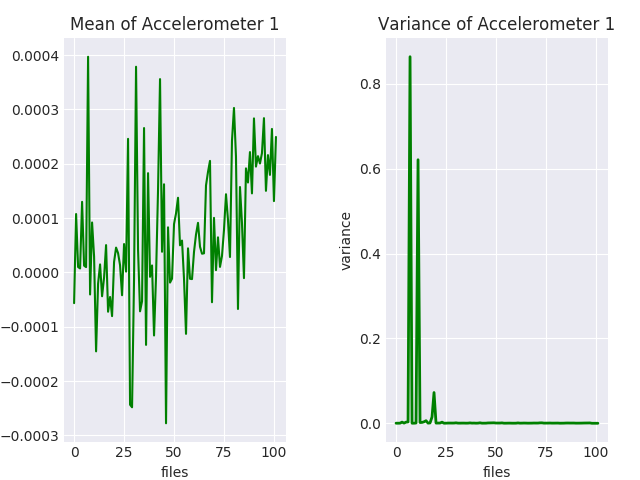 Mean of Accelerometer 1
0.0004
0.0003
0.0002
0.0001
0.0000
−0.0001
−0.0002
−0.0003
0 25 50 75 100
files
Variance of Accelerometer 1
variance
0.8
0.6
0.4
0.2
0.0
0 25 50 75 100
files